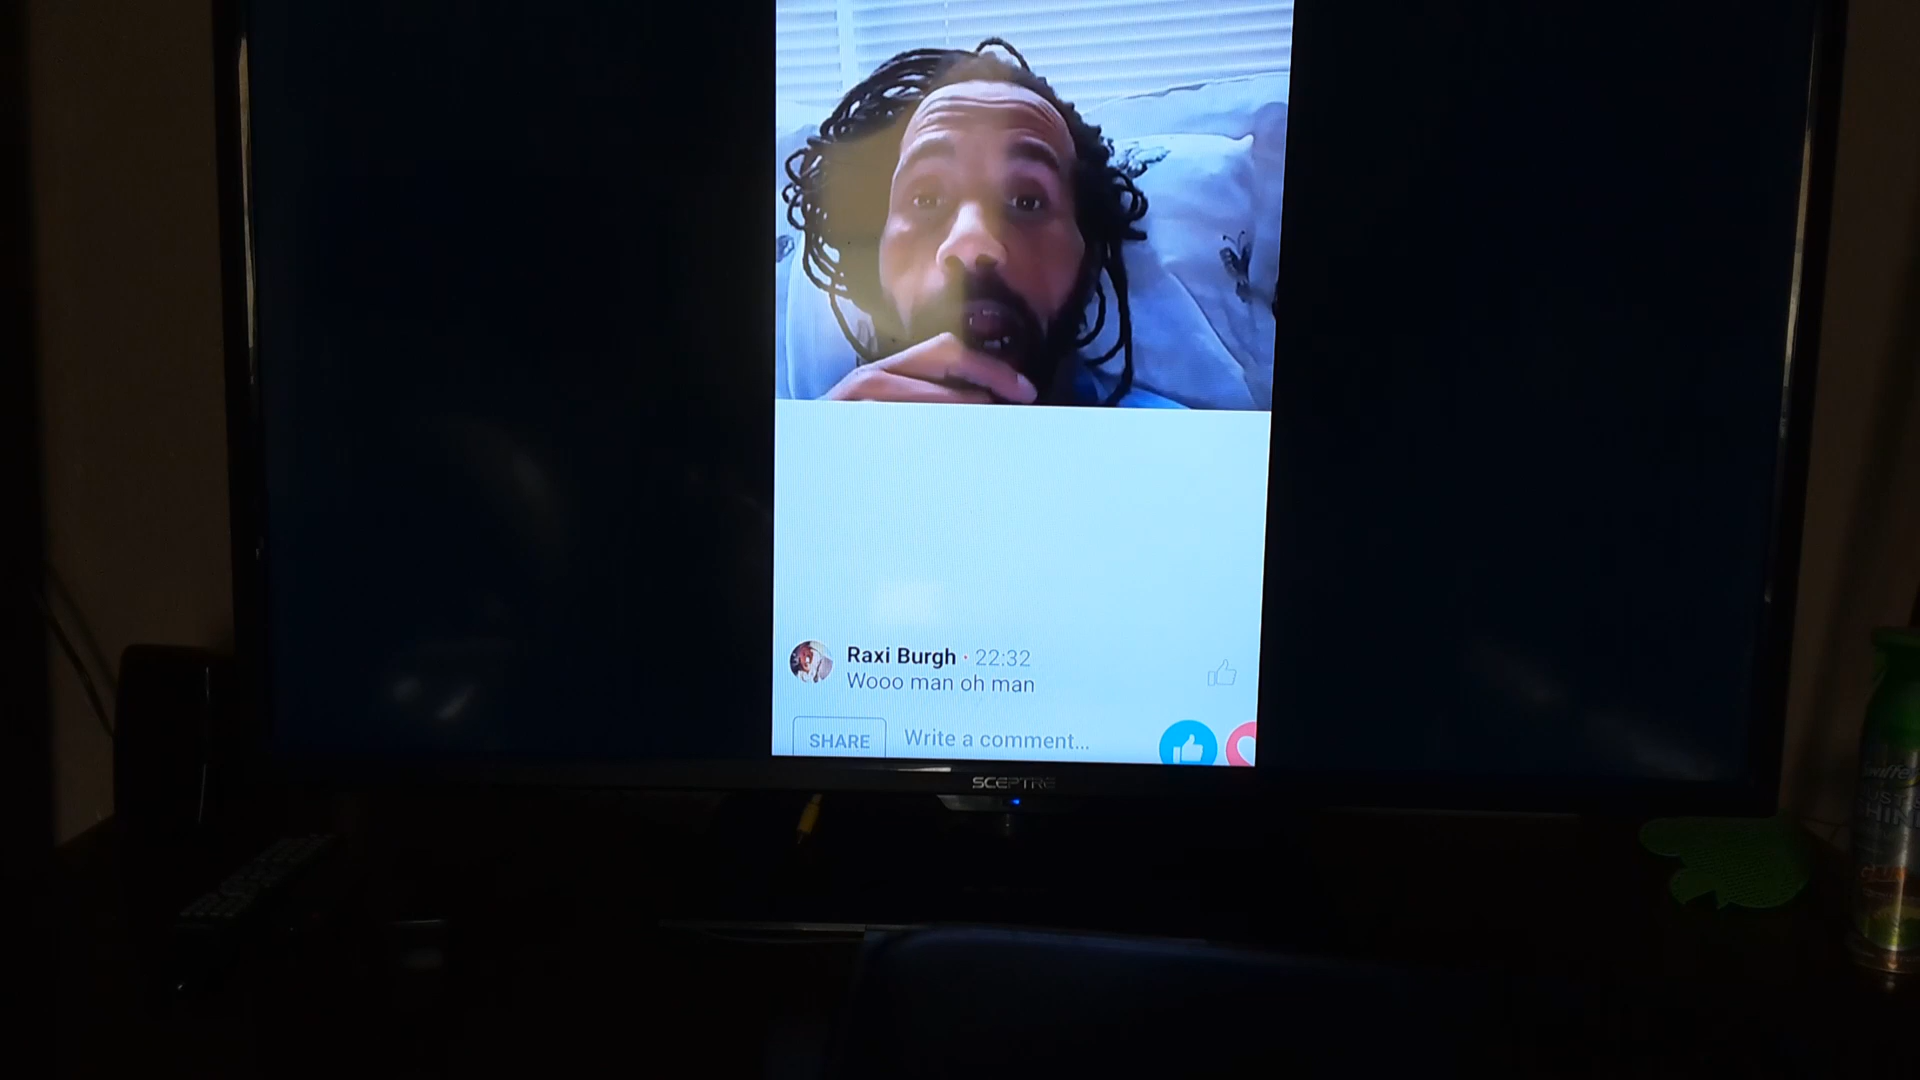 Raxi Burgh · 22:32
Wooo man oh man
SHARE
Write a comment...
SCEPTRE